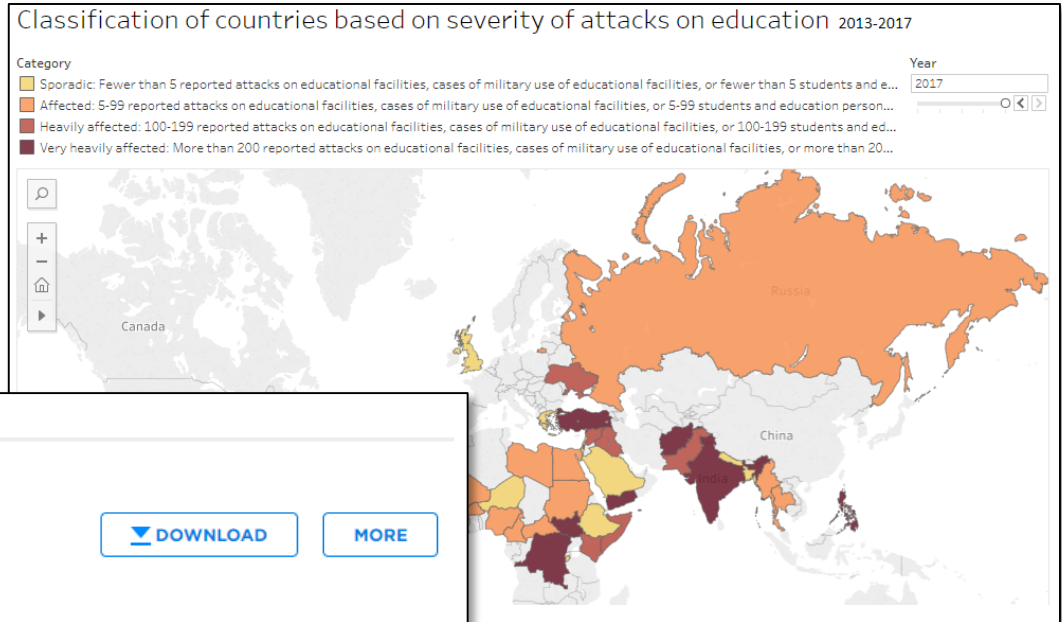 Classification of countries based on severity of attacks on education 2013-2017
Category
Sporadic: Fewer than 5 reported attacks on educational facilities, cases of military use of educational facilities, or fewer than 5 students and e...
Affected: 5-99 reported attacks on educational facilities, cases of military use of educational facilities, or 5-99 students and education person...
Heavily affected: 100-199 reported attacks on educational facilities, cases of military use of educational facilities, or 100-199 students and ed...
Very heavily affected: More than 200 reported attacks on educational facilities, cases of military use of educational facilities, or more than 20...
Year
2017
Russia
Canada
China
India
DOWNLOAD
MORE